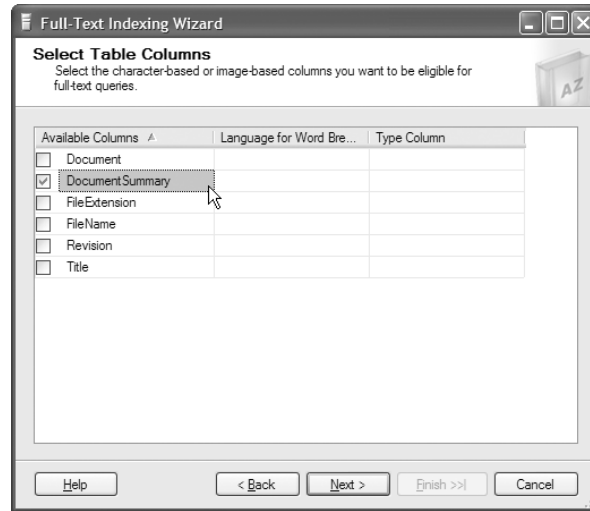 Full-Text Indexing Wizard
Select Table Columns
Select the character-based or image-based columns you want to be eligible for
full-text queries.
AZ
Available Columns Language for Word Bre... Type Column
Document
DocumentSummary
FileExtension
FileName
Revision
Title
Help < Back Next > Finish >>| Cancel